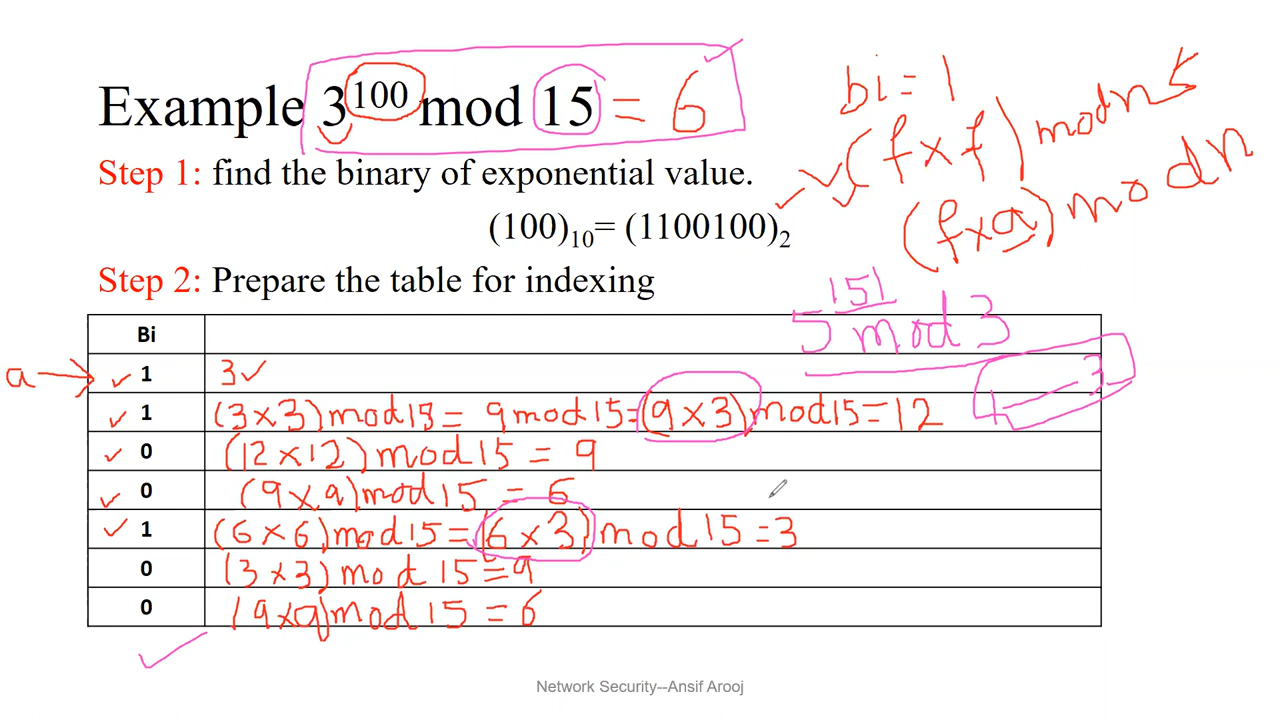 Example 3^100 mod 15 = 6
bi = 1
(f x f) mod n
(f x a) mod n
Step 1: find the binary of exponential value.
(100)10= (1100100)2
Step 2: Prepare the table for indexing
5^151 mod 3
Bi
a → 1 3
1 (3 x 3) mod 15 = 9 mod 15 = (9 x 3) mod 15 = 12
0 (12 x 12) mod 15 = 9
0 (9 x 9) mod 15 = 6
1 (6 x 6) mod 15 = (6 x 3) mod 15 = 3
0 (3 x 3) mod 15 = 9
0 (9 x 9) mod 15 = 6
Network Security--Ansif Arooj